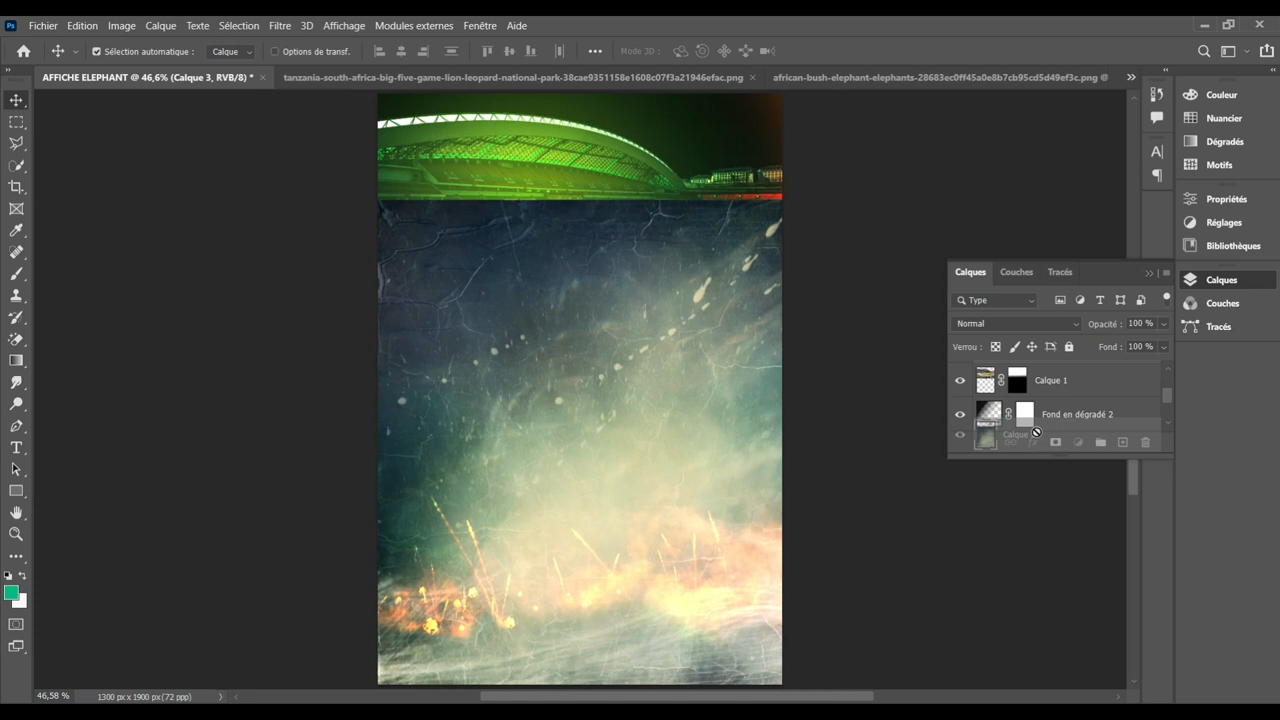 Ps Fichier Edition Image Calque Texte Sélection Filtre 3D Affichage Modules externes Fenêtre Aide
Sélection automatique : Calque Options de transf. Mode 3D :
AFFICHE ELEPHANT @ 46,6% (Calque 3, RVB/8) * tanzania-south-africa-big-five-game-lion-leopard-national-park-38cae9351158e1608c07f3a21946efac.png african-bush-elephant-elephants-28683ec0ff45a0e8b7cb95cd5d49ef3c.png @
Couleur
Nuancier
Dégradés
Motifs
Propriétés
Réglages
Bibliothèques
Calques
Couches
Tracés
Calques Couches Tracés
Type
Normal Opacité : 100 %
Verrou : Fond : 100 %
Calque 1
Fond en dégradé 2
Calque
46,58 % 1300 px x 1900 px (72 ppp)